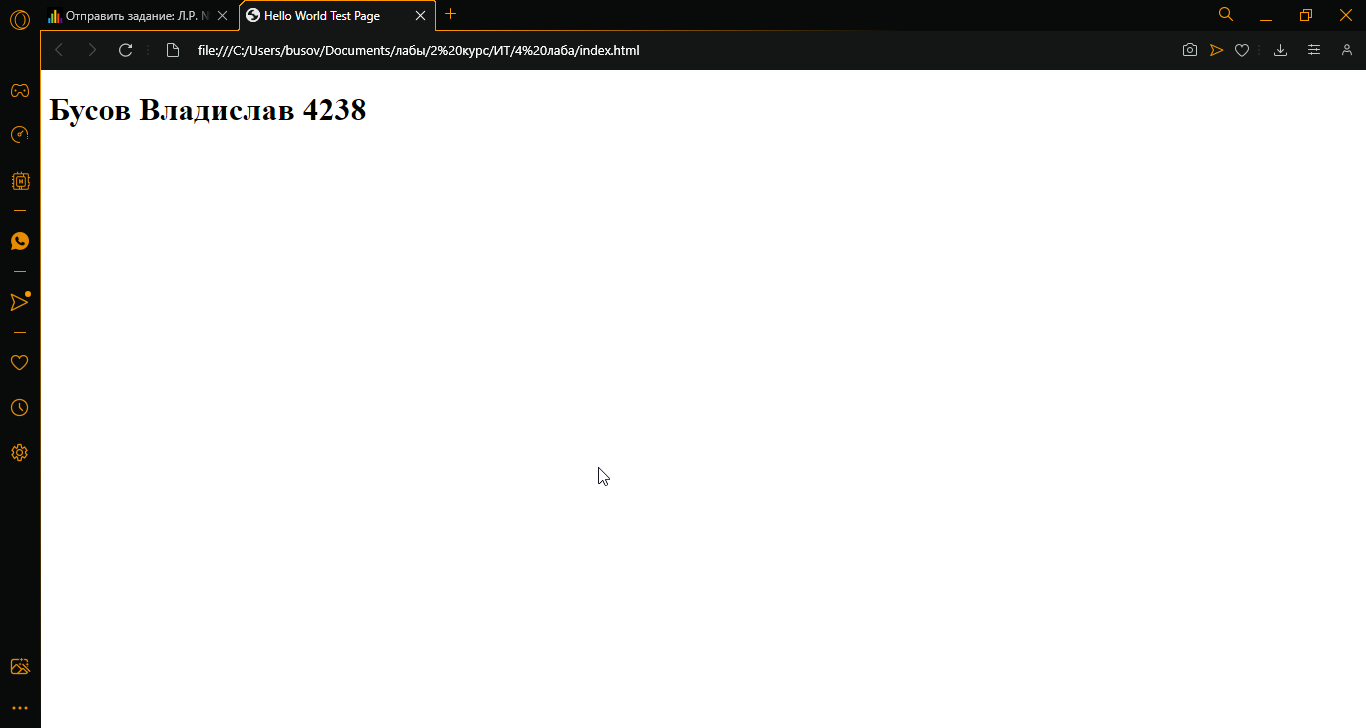 Отправить задание: Л.Р. №
Hello World Test Page
file:///C:/Users/busov/Documents/лабы/2%20курс/ИТ/4%20лаба/index.html
Бусов Владислав 4238